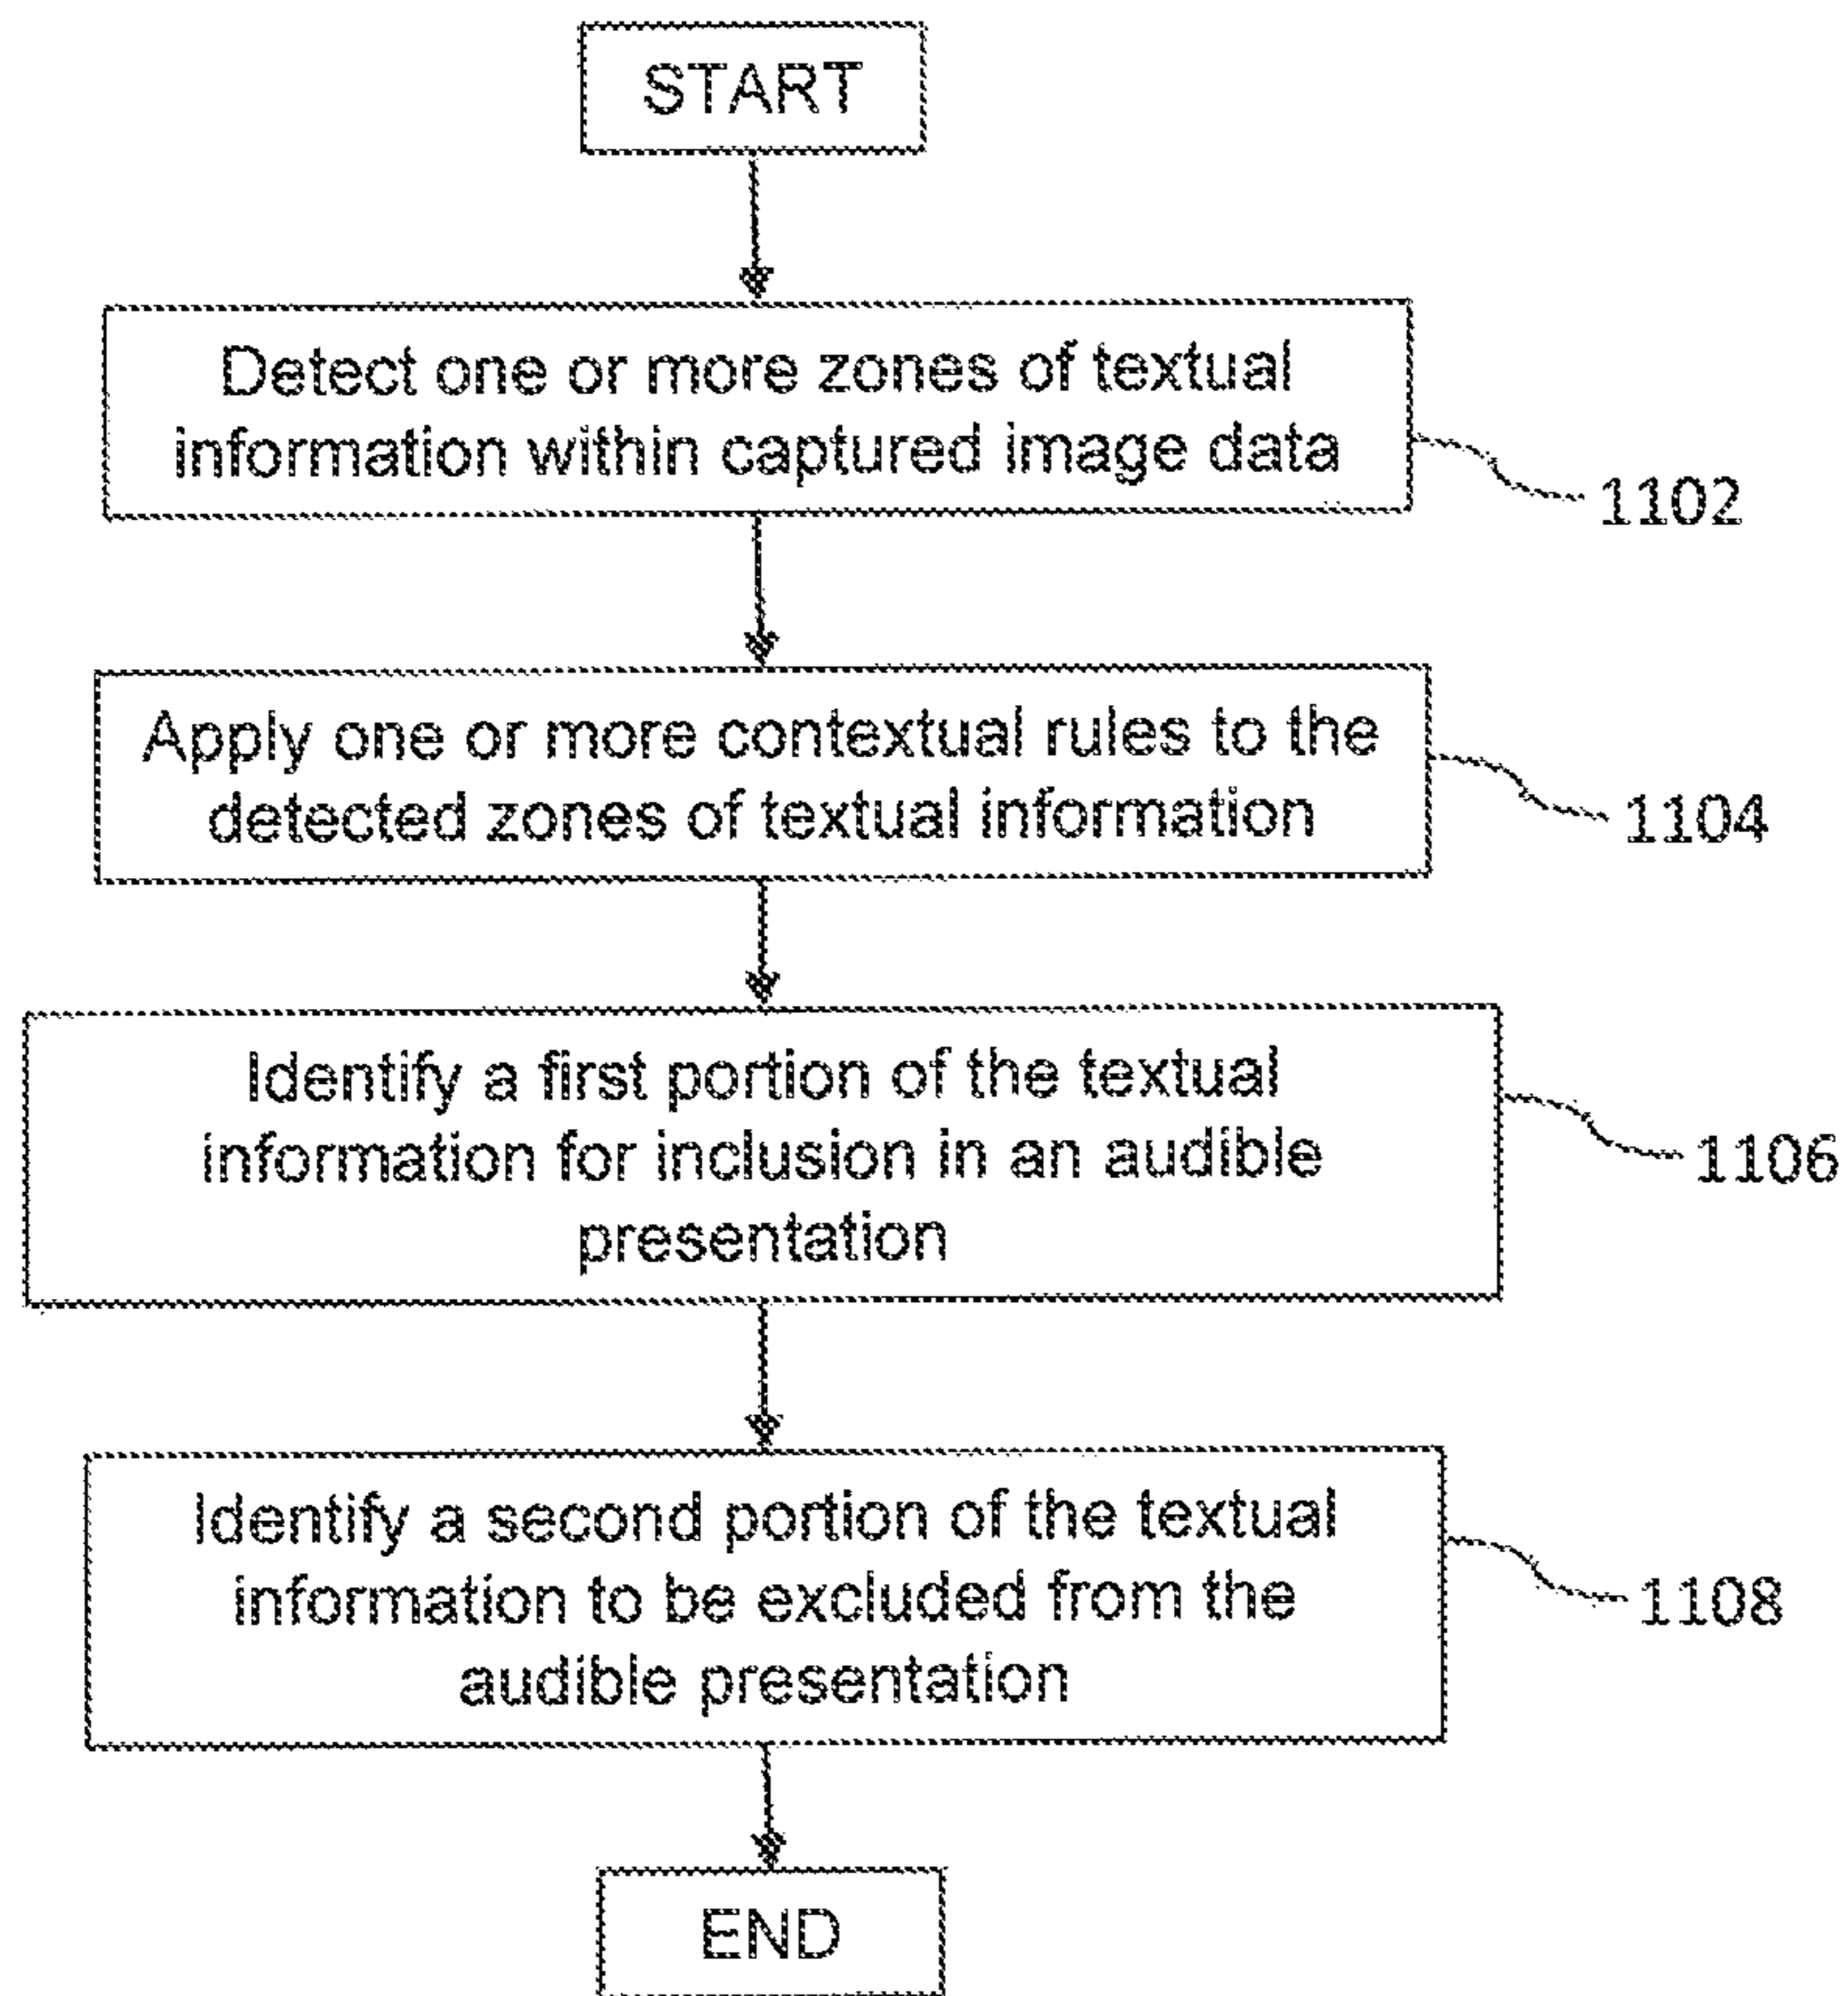 START
Detect one or more zones of textual
information within captured image data
1102
Apply one or more contextual rules to the
detected zones of textual information
1104
Identify a first portion of the textual
information for inclusion in an audible
presentation
1106
Identify a second portion of the textual
information to be excluded from the
audible presentation
1108
END